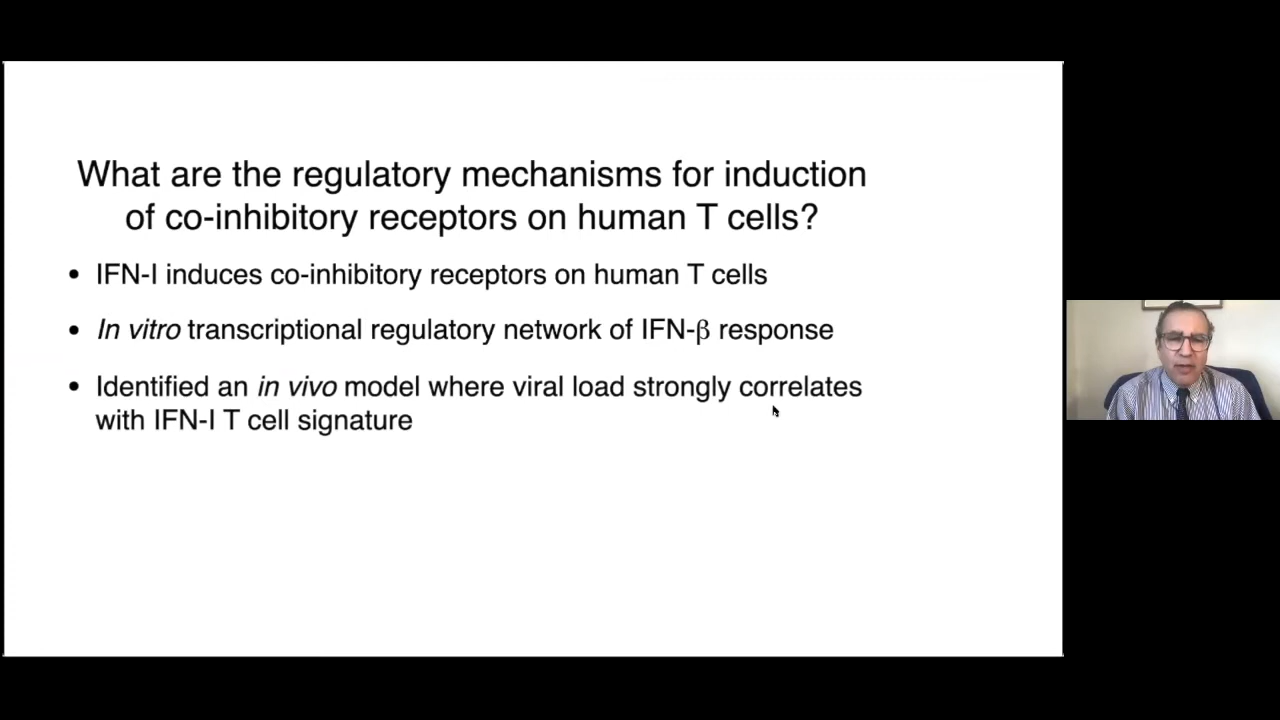 What are the regulatory mechanisms for induction
of co-inhibitory receptors on human T cells?
• IFN-I induces co-inhibitory receptors on human T cells
• In vitro transcriptional regulatory network of IFN-β response
• Identified an in vivo model where viral load strongly correlates
with IFN-I T cell signature